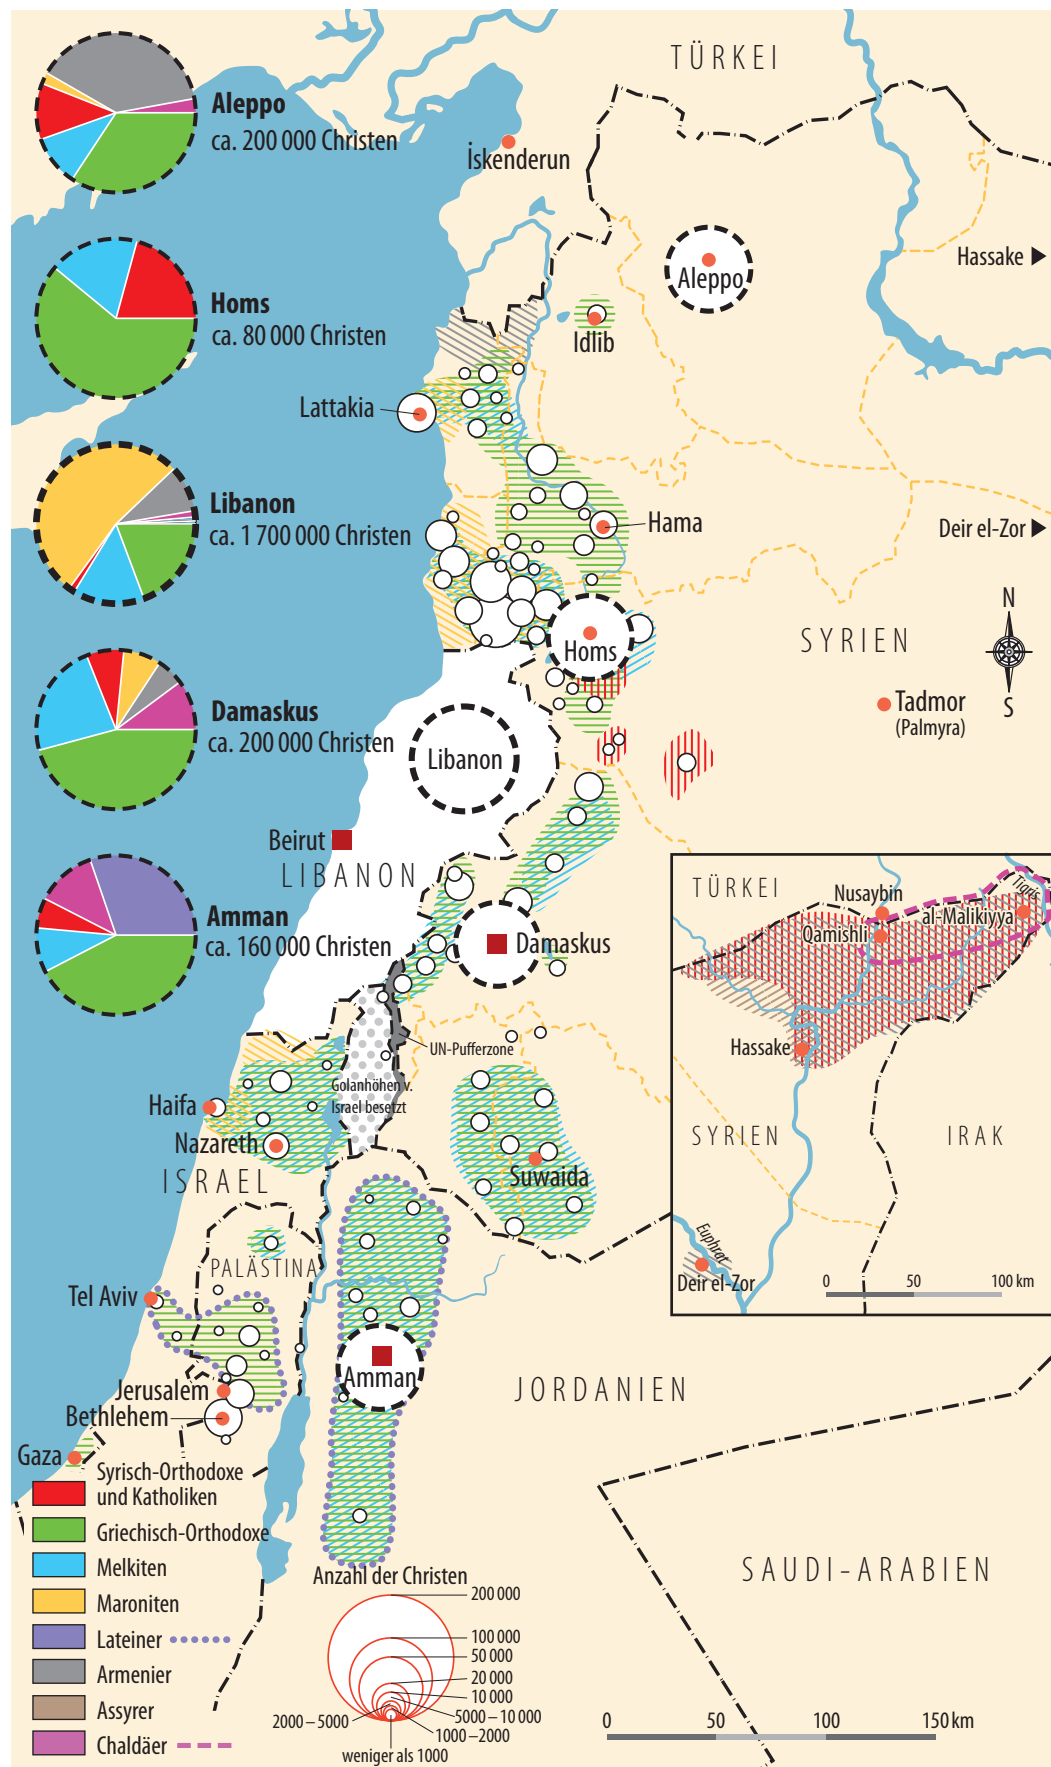 Aleppo
ca. 200 000 Christen
Homs
ca. 80 000 Christen
Libanon
ca. 1 700 000 Christen
Damaskus
ca. 200 000 Christen
Amman
ca. 160 000 Christen
TÜRKEI
İskenderun
Hassake
Aleppo
Idlib
Lattakia
Hama
Deir el-Zor
Homs
SYRIEN
N
S
Tadmor
(Palmyra)
Libanon
Beirut
LIBANON
Damaskus
UN-Pufferzone
Golanhöhen v.
Israel besetzt
Haifa
Nazareth
ISRAEL
Suwaida
PALÄSTINA
Tel Aviv
Amman
Jerusalem
Bethlehem
JORDANIEN
Gaza
SAUDI-ARABIEN
TÜRKEI
Nusaybin
Tigris
al-Malikiyya
Qamishli
Hassake
SYRIEN
IRAK
Euphrat
Deir el-Zor
0 50 100 km
Syrisch-Orthodoxe
und Katholiken
Griechisch-Orthodoxe
Melkiten
Maroniten
Lateiner
Armenier
Assyrer
Chaldäer
Anzahl der Christen
200 000
100 000
50 000
20 000
10 000
5000 – 10 000
2000 – 5000
1000 – 2000
weniger als 1000
0 50 100 150 km